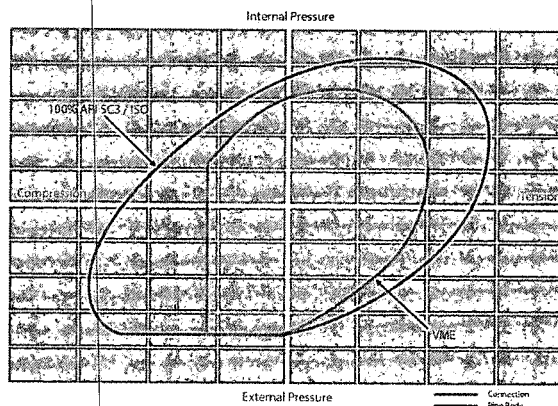 Internal Pressure
100% API 5C3 / ISO
Compression
Tension
VME
External Pressure
Connection
Pipe Body